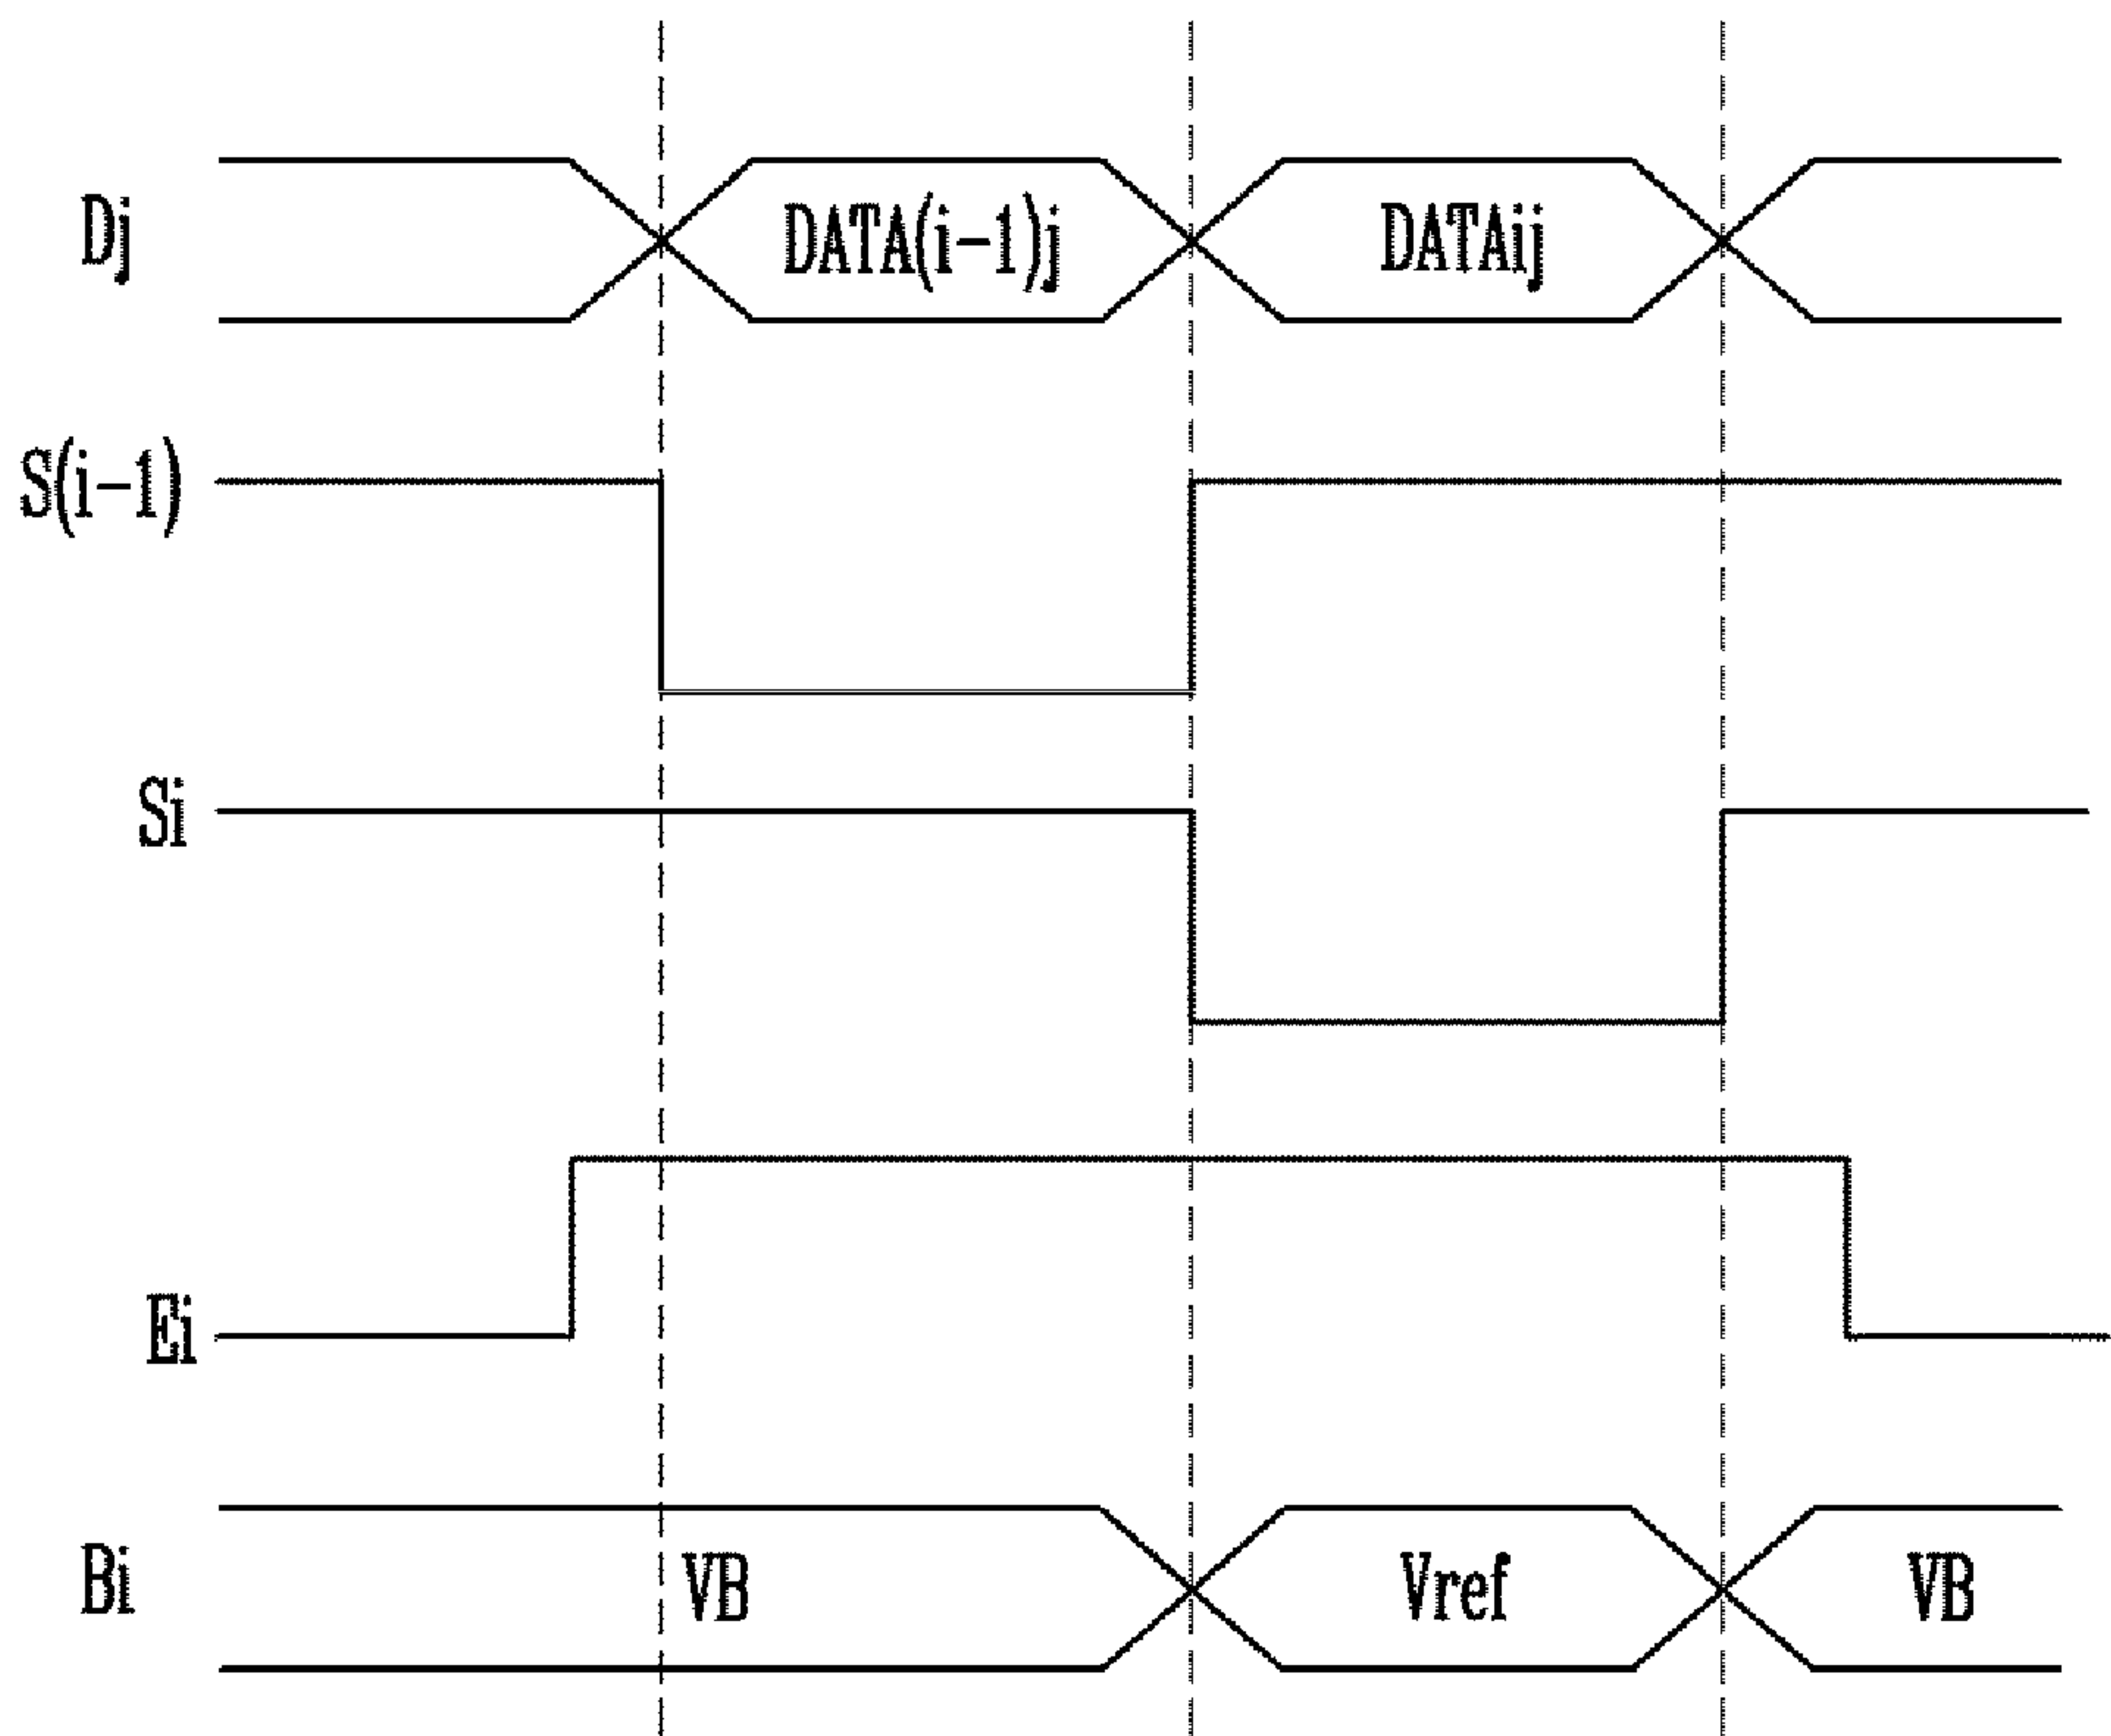 Dj DATA(i-1)j DATAij
S(i-1)
Si
Ei
Bi VB Vref VB